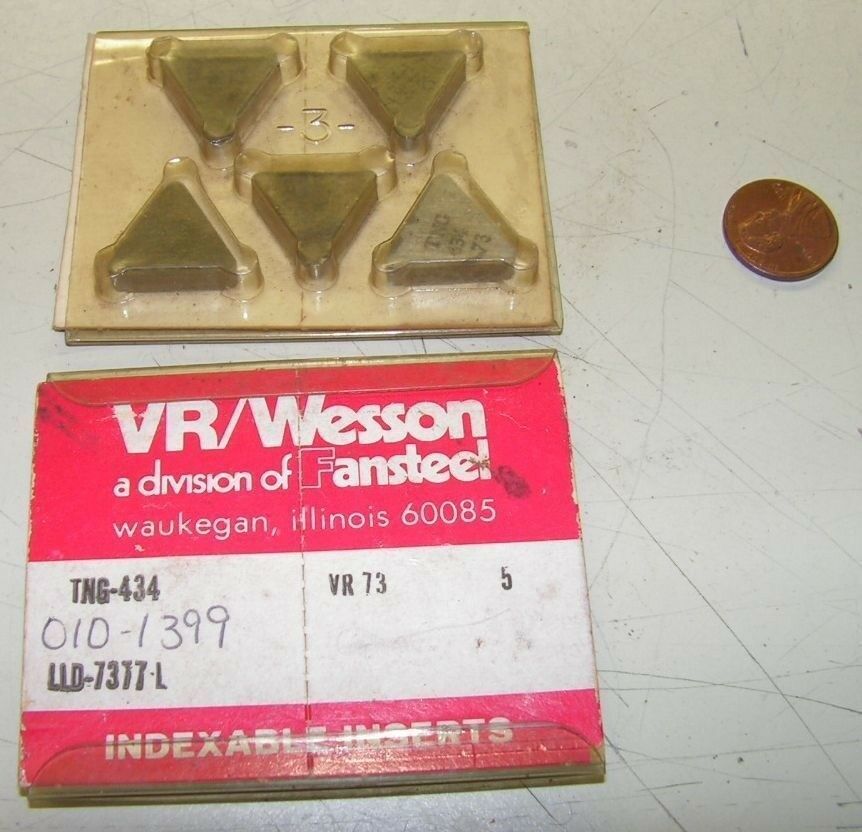 -3-
TNG
434
73
VR/Wesson
a division of Fansteel
waukegan, illinois 60085
TNG-434 VR 73 5
010-1399
LLD-7377-L
INDEXABLE INSERTS